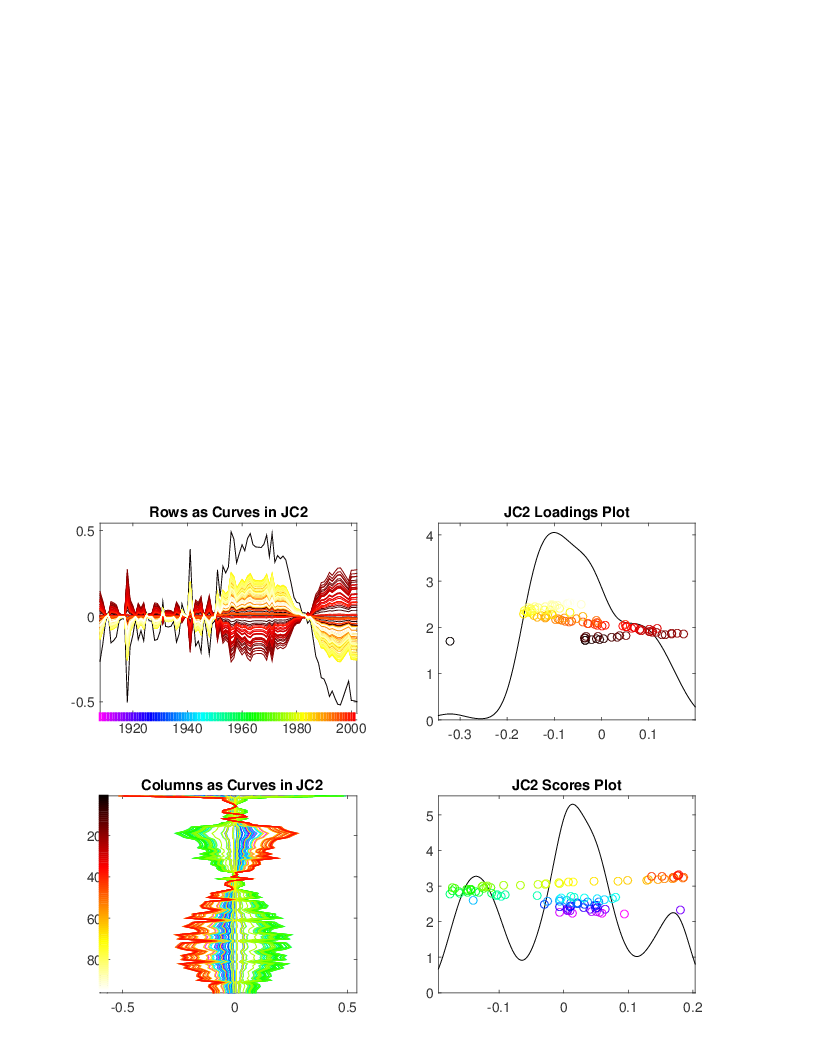 Rows as Curves in JC2
0.5
0
-0.5
1920 1940 1960 1980 2000
JC2 Loadings Plot
4
3
2
1
0
-0.3 -0.2 -0.1 0 0.1
Columns as Curves in JC2
20
40
60
80
-0.5 0 0.5
JC2 Scores Plot
5
4
3
2
1
0
-0.1 0 0.1 0.2